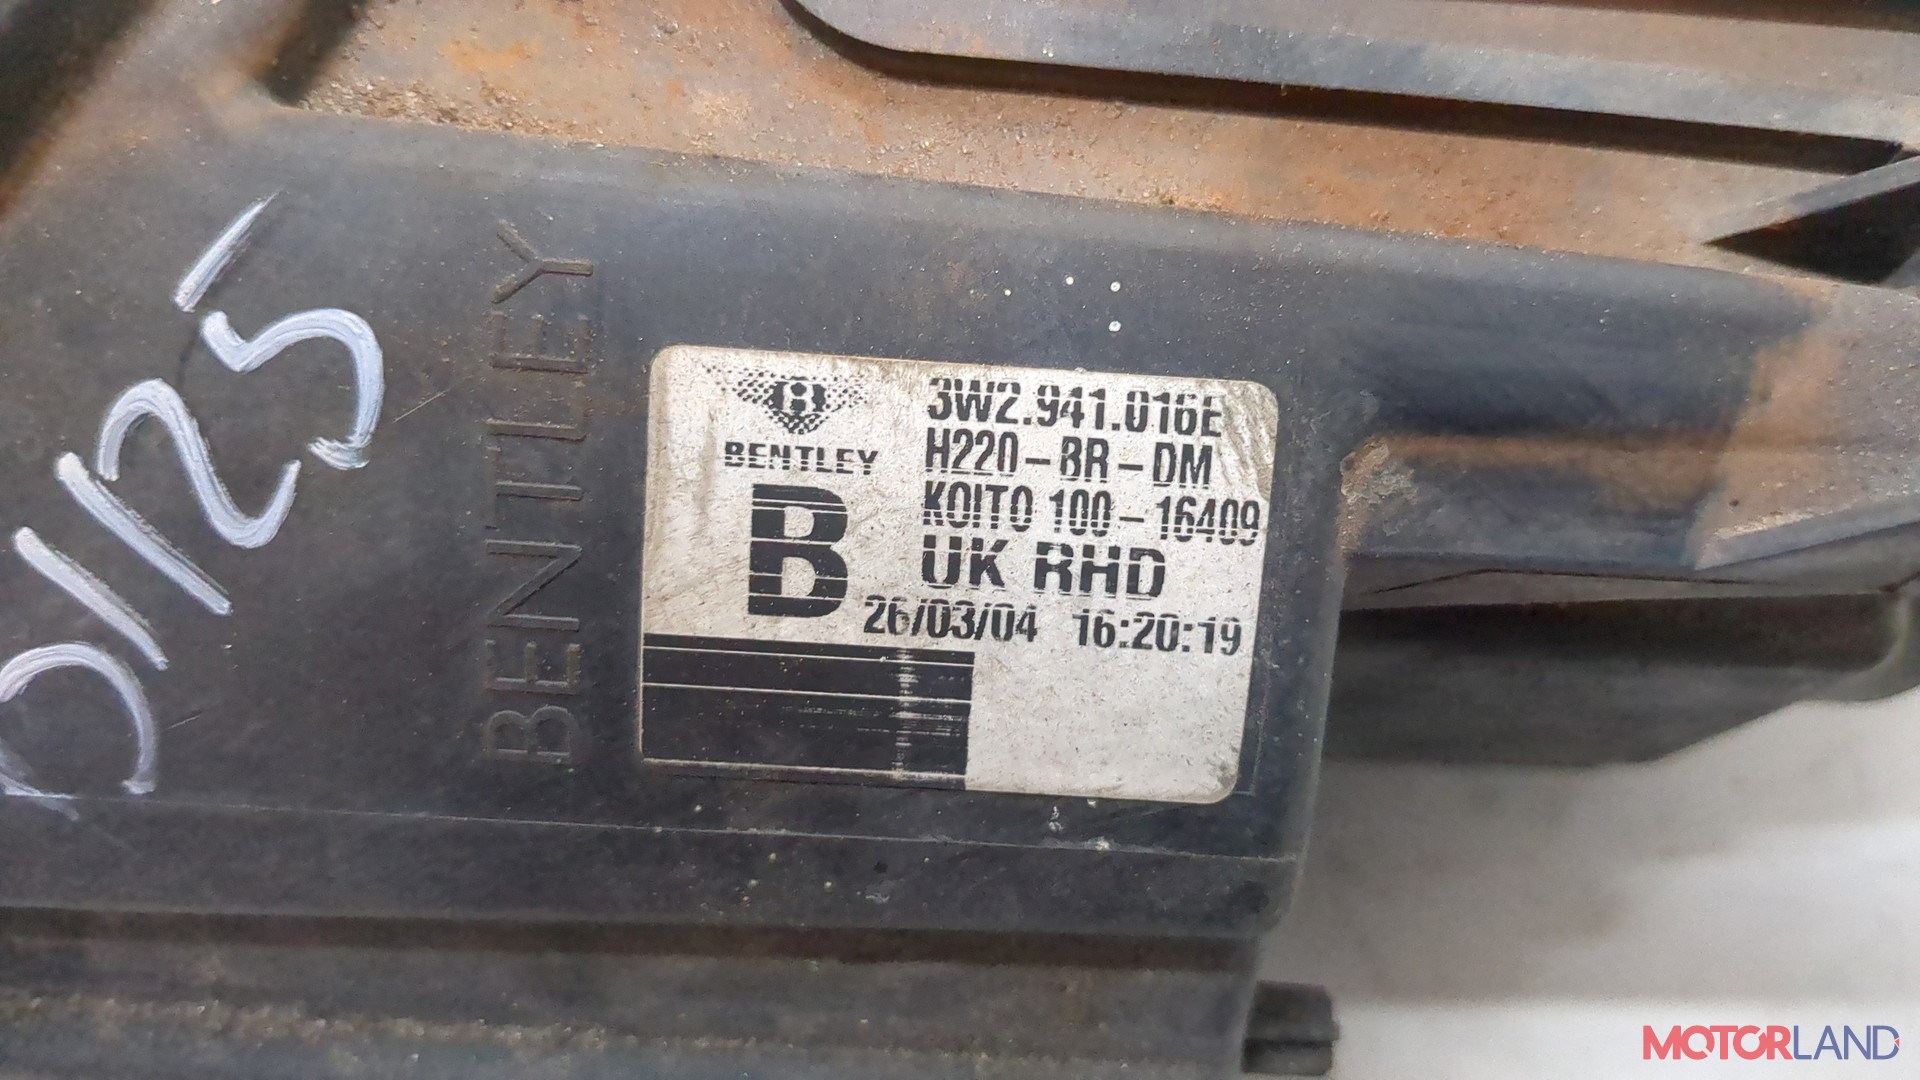 BENTLEY
3W2.941.016E
H220-BR-DM
BENTLEY
KOITO 100-16409
B
UK RHD
26/03/04 16:20:19
MOTORLAND